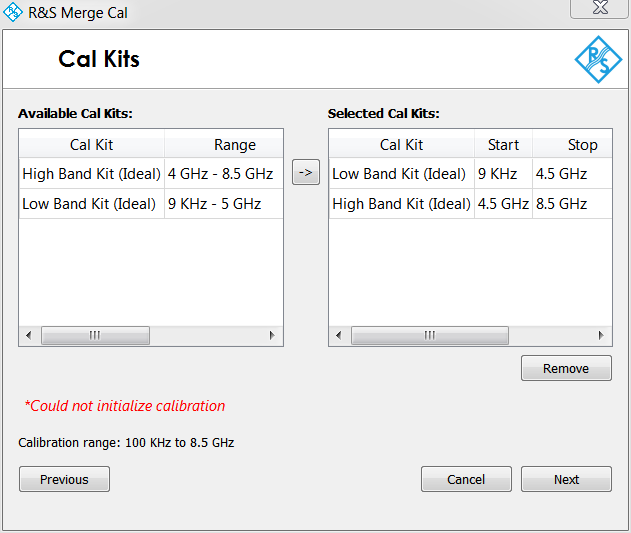 R&S Merge Cal
Cal Kits
R S
Available Cal Kits:
Cal Kit Range
High Band Kit (Ideal) 4 GHz - 8.5 GHz
Low Band Kit (Ideal) 9 KHz - 5 GHz
->
Selected Cal Kits:
Cal Kit Start Stop
Low Band Kit (Ideal) 9 KHz 4.5 GHz
High Band Kit (Ideal) 4.5 GHz 8.5 GHz
Remove
*Could not initialize calibration
Calibration range: 100 KHz to 8.5 GHz
Previous Cancel Next